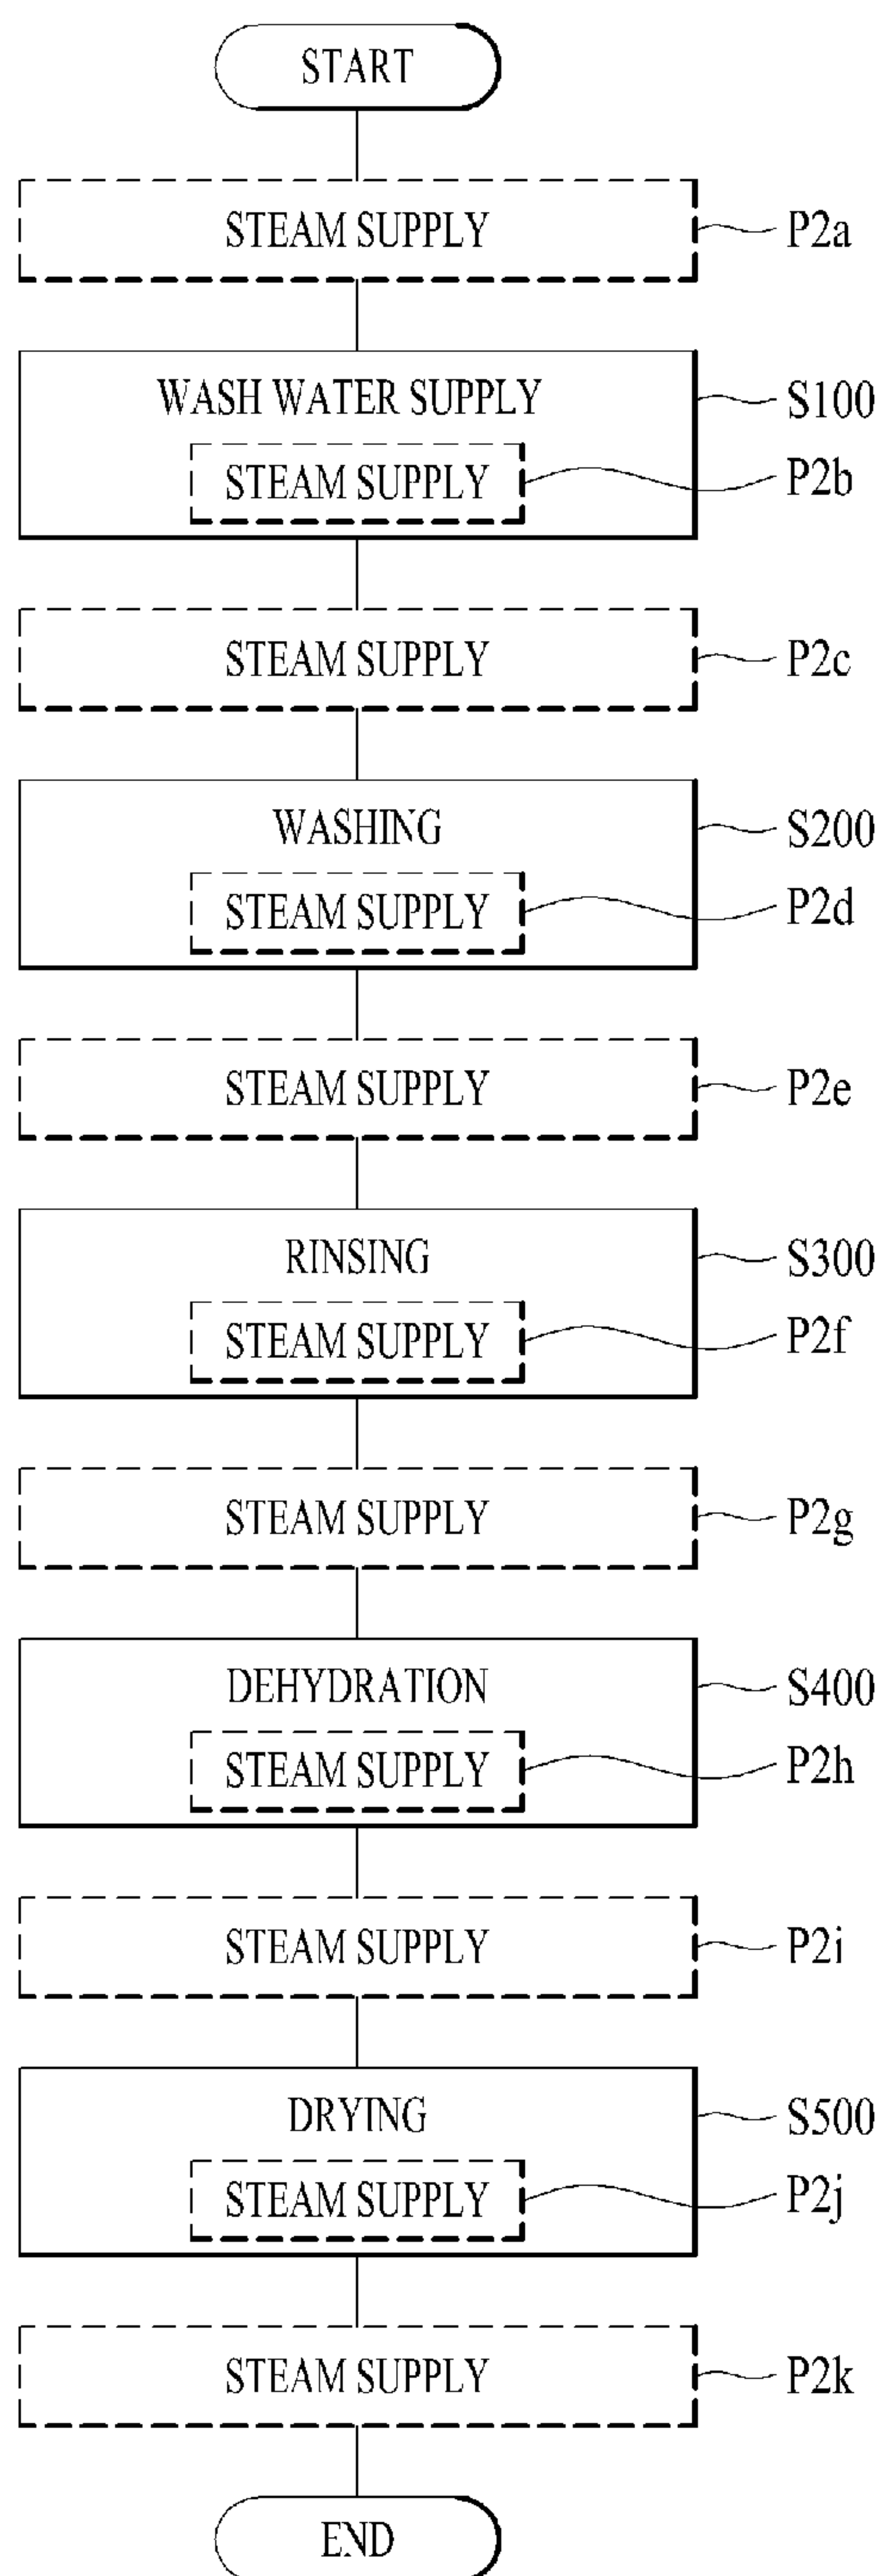 START
STEAM SUPPLY
P2a
WASH WATER SUPPLY
S100
STEAM SUPPLY
P2b
STEAM SUPPLY
P2c
WASHING
S200
STEAM SUPPLY
P2d
STEAM SUPPLY
P2e
RINSING
S300
STEAM SUPPLY
P2f
STEAM SUPPLY
P2g
DEHYDRATION
S400
STEAM SUPPLY
P2h
STEAM SUPPLY
P2i
DRYING
S500
STEAM SUPPLY
P2j
STEAM SUPPLY
P2k
END